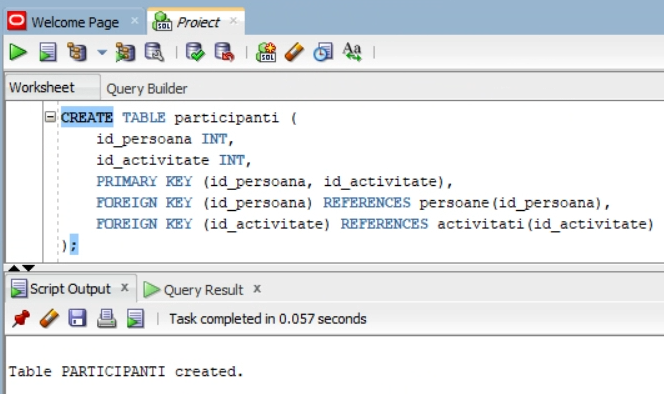 Welcome Page × Proiect ×
Worksheet Query Builder
CREATE TABLE participanti (
id_persoana INT,
id_activitate INT,
PRIMARY KEY (id_persoana, id_activitate),
FOREIGN KEY (id_persoana) REFERENCES persoane(id_persoana),
FOREIGN KEY (id_activitate) REFERENCES activitati(id_activitate)
);
Script Output x Query Result x
Task completed in 0.057 seconds
Table PARTICIPANTI created.